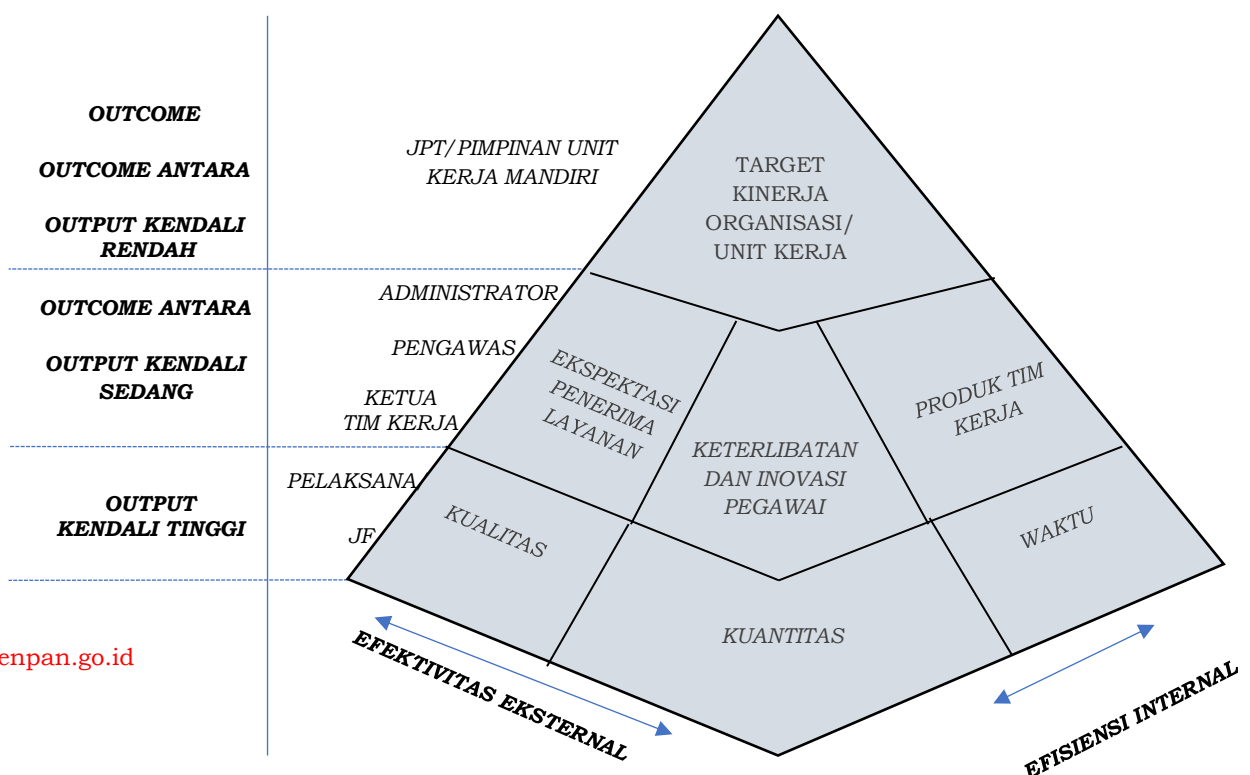 OUTCOME
OUTCOME ANTARA
OUTPUT KENDALI
RENDAH
JPT/PIMPINAN UNIT
KERJA MANDIRI
TARGET
KINERJA
ORGANISASI/
UNIT KERJA
OUTCOME ANTARA
OUTPUT KENDALI
SEDANG
ADMINISTRATOR
PENGAWAS
KETUA
TIM KERJA
EKSPEKTASI
PENERIMA
LAYANAN
KETERLIBATAN
DAN INOVASI
PEGAWAI
PRODUK TIM
KERJA
OUTPUT
KENDALI TINGGI
PELAKSANA
JF
KUALITAS
KUANTITAS
WAKTU
enpan.go.id
EFEKTIVITAS EKSTERNAL
EFISIENSI INTERNAL